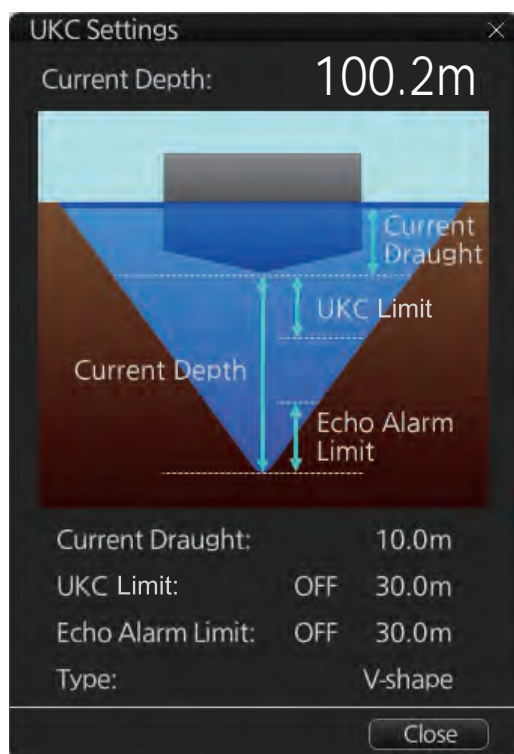 UKC Settings ×
Current Depth: 100.2m
Current
Draught
UKC Limit
Current Depth
Echo Alarm
Limit
Current Draught: 10.0m
UKC Limit: OFF 30.0m
Echo Alarm Limit: OFF 30.0m
Type: V-shape
Close